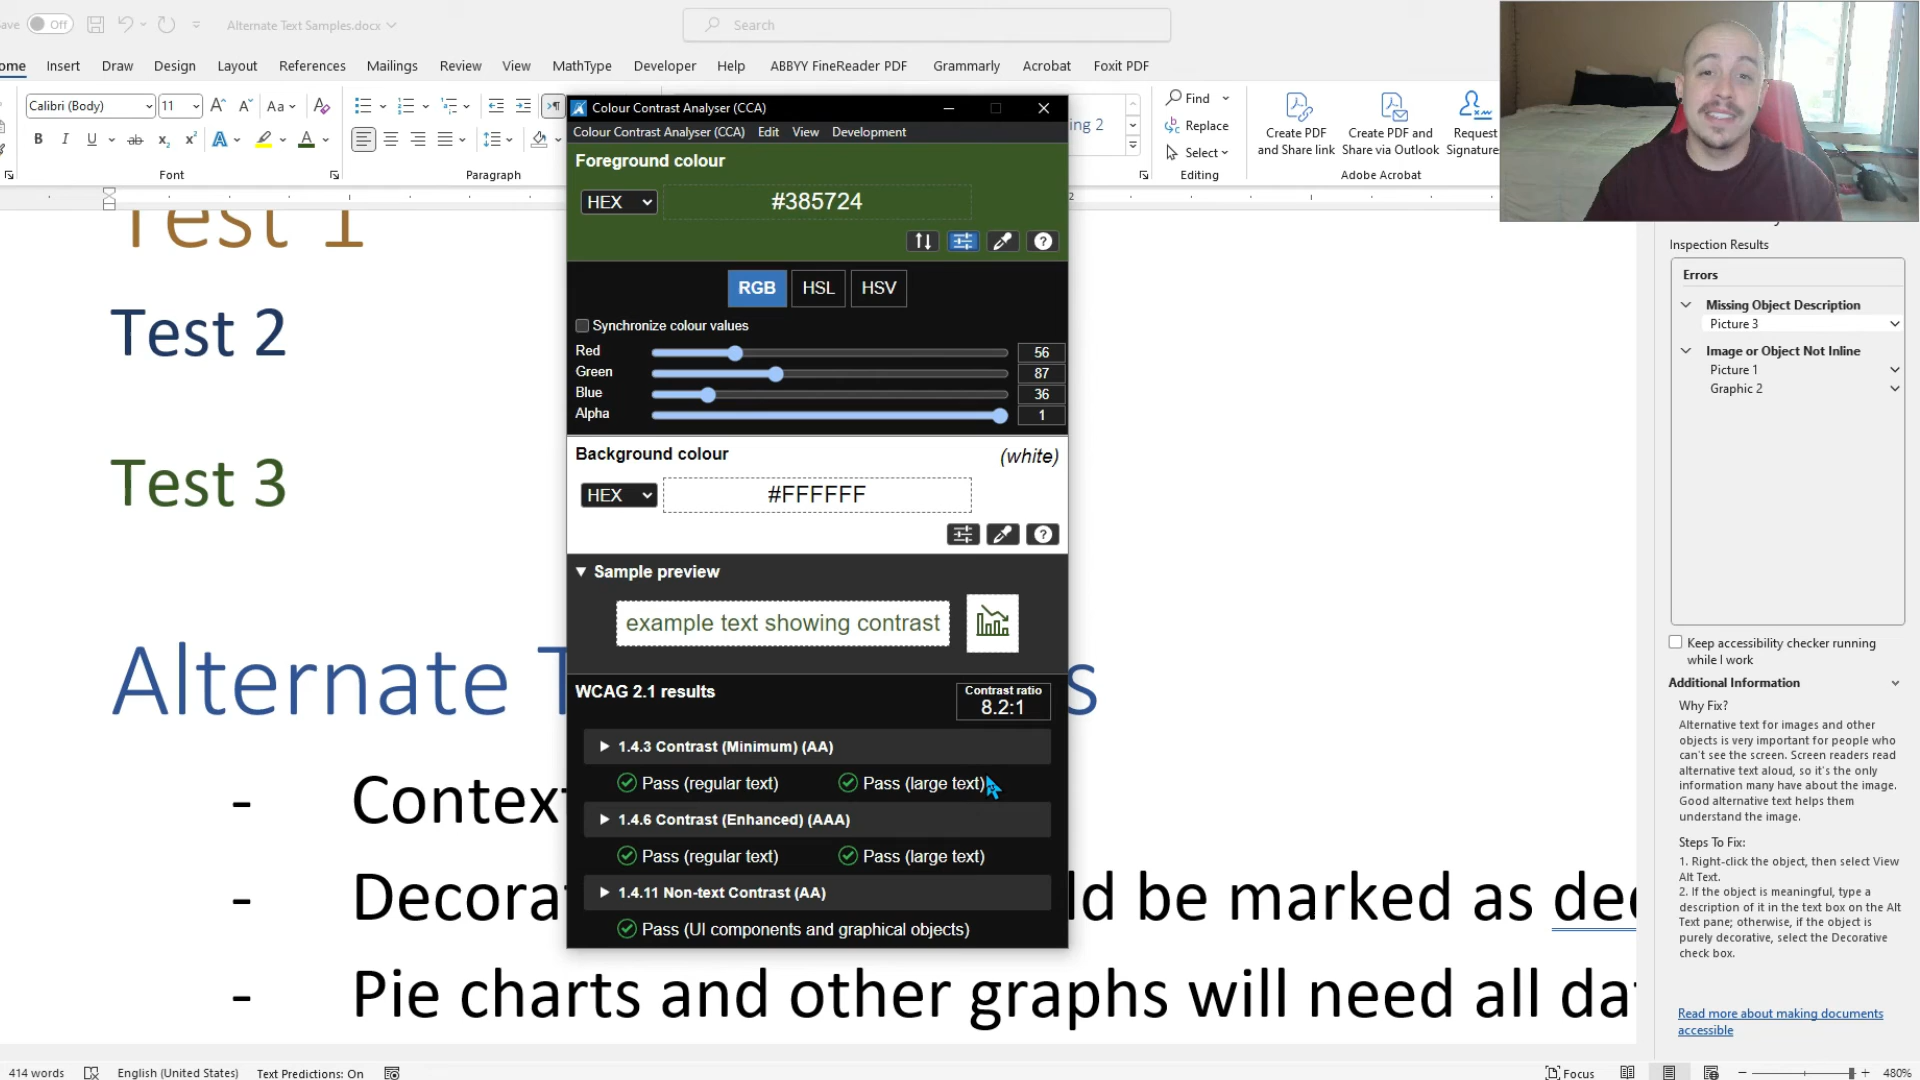 Off
Alternate Text Samples.docx
Search
Insert Draw Design Layout References Mailings Review View MathType Developer Help ABBYY FineReader PDF Grammarly Acrobat Foxit PDF
Calibri (Body) 11
Aa
B I U ab x₂ x² A A
Font
Paragraph
Find
Replace
Select
Editing
Create PDF and Share link
Create PDF and Share via Outlook
Request Signature
Adobe Acrobat
Colour Contrast Analyser (CCA)
Colour Contrast Analyser (CCA) Edit View Development
Foreground colour
HEX #385724
RGB HSL HSV
Synchronize colour values
Red 56
Green 87
Blue 36
Alpha 1
Background colour (white)
HEX #FFFFFF
Sample preview
example text showing contrast
WCAG 2.1 results
Contrast ratio
8.2:1
1.4.3 Contrast (Minimum) (AA)
Pass (regular text) Pass (large text)
1.4.6 Contrast (Enhanced) (AAA)
Pass (regular text) Pass (large text)
1.4.11 Non-text Contrast (AA)
Pass (UI components and graphical objects)
Test 1
Test 2
Test 3
Alternate T
s
- Contex
- Decora
ld be marked as dec
- Pie charts and other graphs will need all dat
Inspection Results
Errors
Missing Object Description
Picture 3
Image or Object Not Inline
Picture 1
Graphic 2
Keep accessibility checker running
while I work
Additional Information
Why Fix?
Alternative text for images and other
objects is very important for people who
can't see the screen. Screen readers read
alternative text aloud, so it's the only
information many have about the image.
Good alternative text helps them
understand the image.
Steps To Fix:
1. Right-click the object, then select View
Alt Text.
2. If the object is meaningful, type a
description of it in the text box on the Alt
Text pane; otherwise, if the object is
purely decorative, select the Decorative
check box.
Read more about making documents
accessible
414 words English (United States) Text Predictions: On
Focus
480%